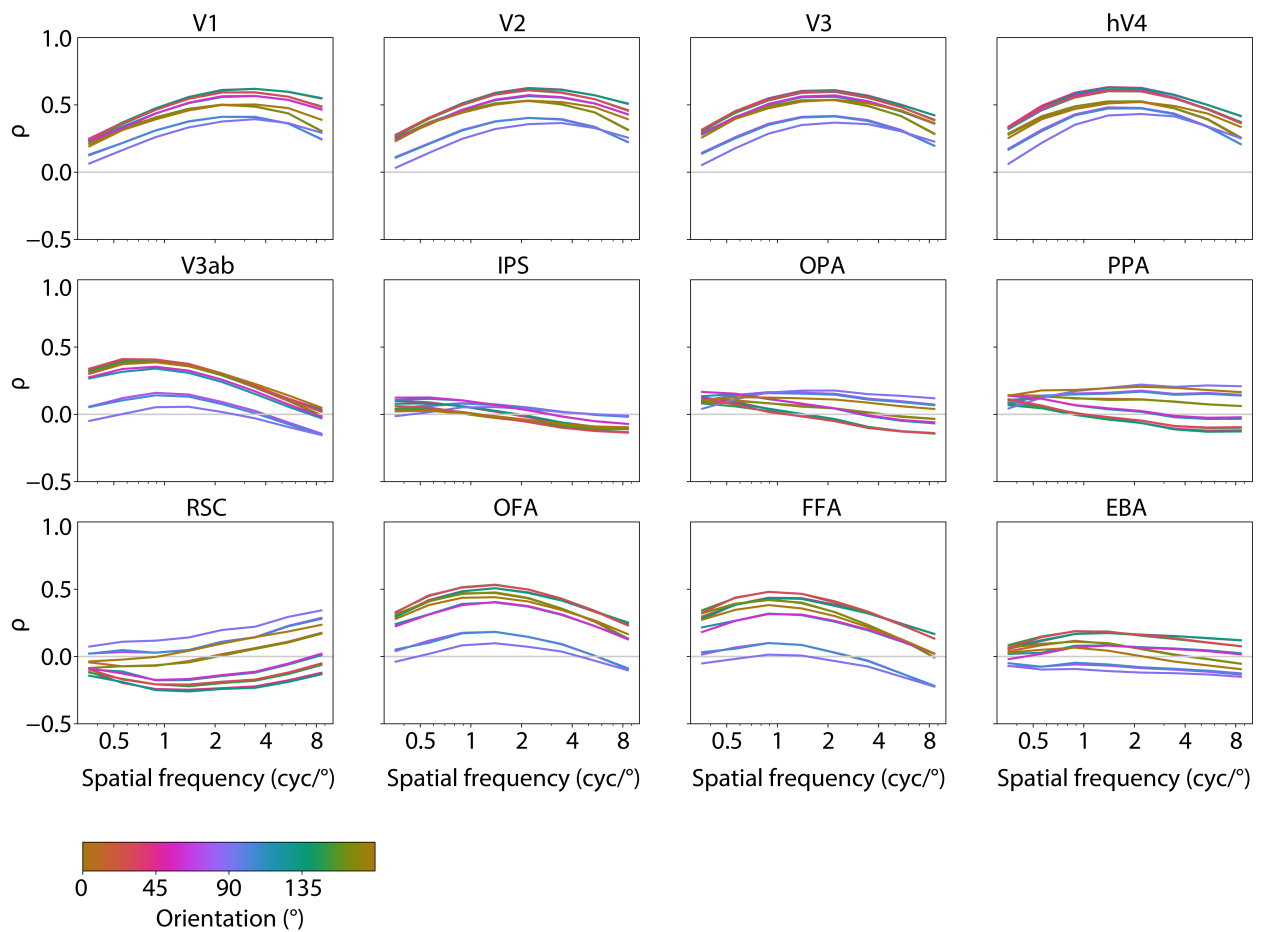 V1 V2 V3 hV4
1.0
0.5
0.0
−0.5
ρ
V3ab IPS OPA PPA
1.0
0.5
0.0
−0.5
ρ
RSC OFA FFA EBA
1.0
0.5
0.0
−0.5
ρ
0.5 1 2 4 8 0.5 1 2 4 8 0.5 1 2 4 8 0.5 1 2 4 8
Spatial frequency (cyc/°) Spatial frequency (cyc/°) Spatial frequency (cyc/°) Spatial frequency (cyc/°)
0 45 90 135
Orientation (°)